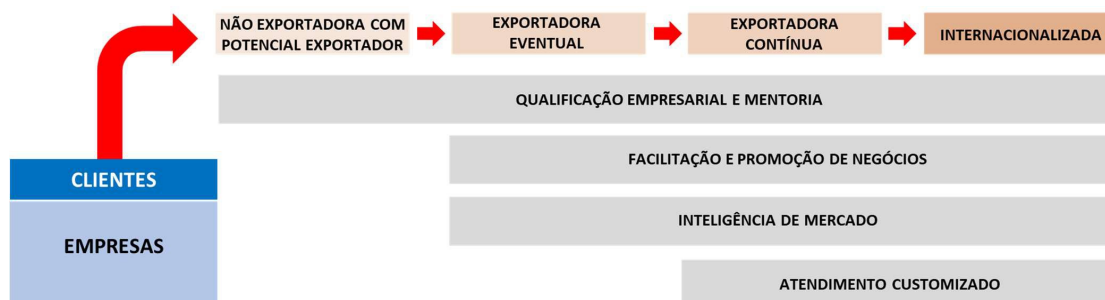 NÃO EXPORTADORA COM
POTENCIAL EXPORTADOR
EXPORTADORA
EVENTUAL
EXPORTADORA
CONTÍNUA
INTERNACIONALIZADA
QUALIFICAÇÃO EMPRESARIAL E MENTORIA
FACILITAÇÃO E PROMOÇÃO DE NEGÓCIOS
CLIENTES
INTELIGÊNCIA DE MERCADO
EMPRESAS
ATENDIMENTO CUSTOMIZADO